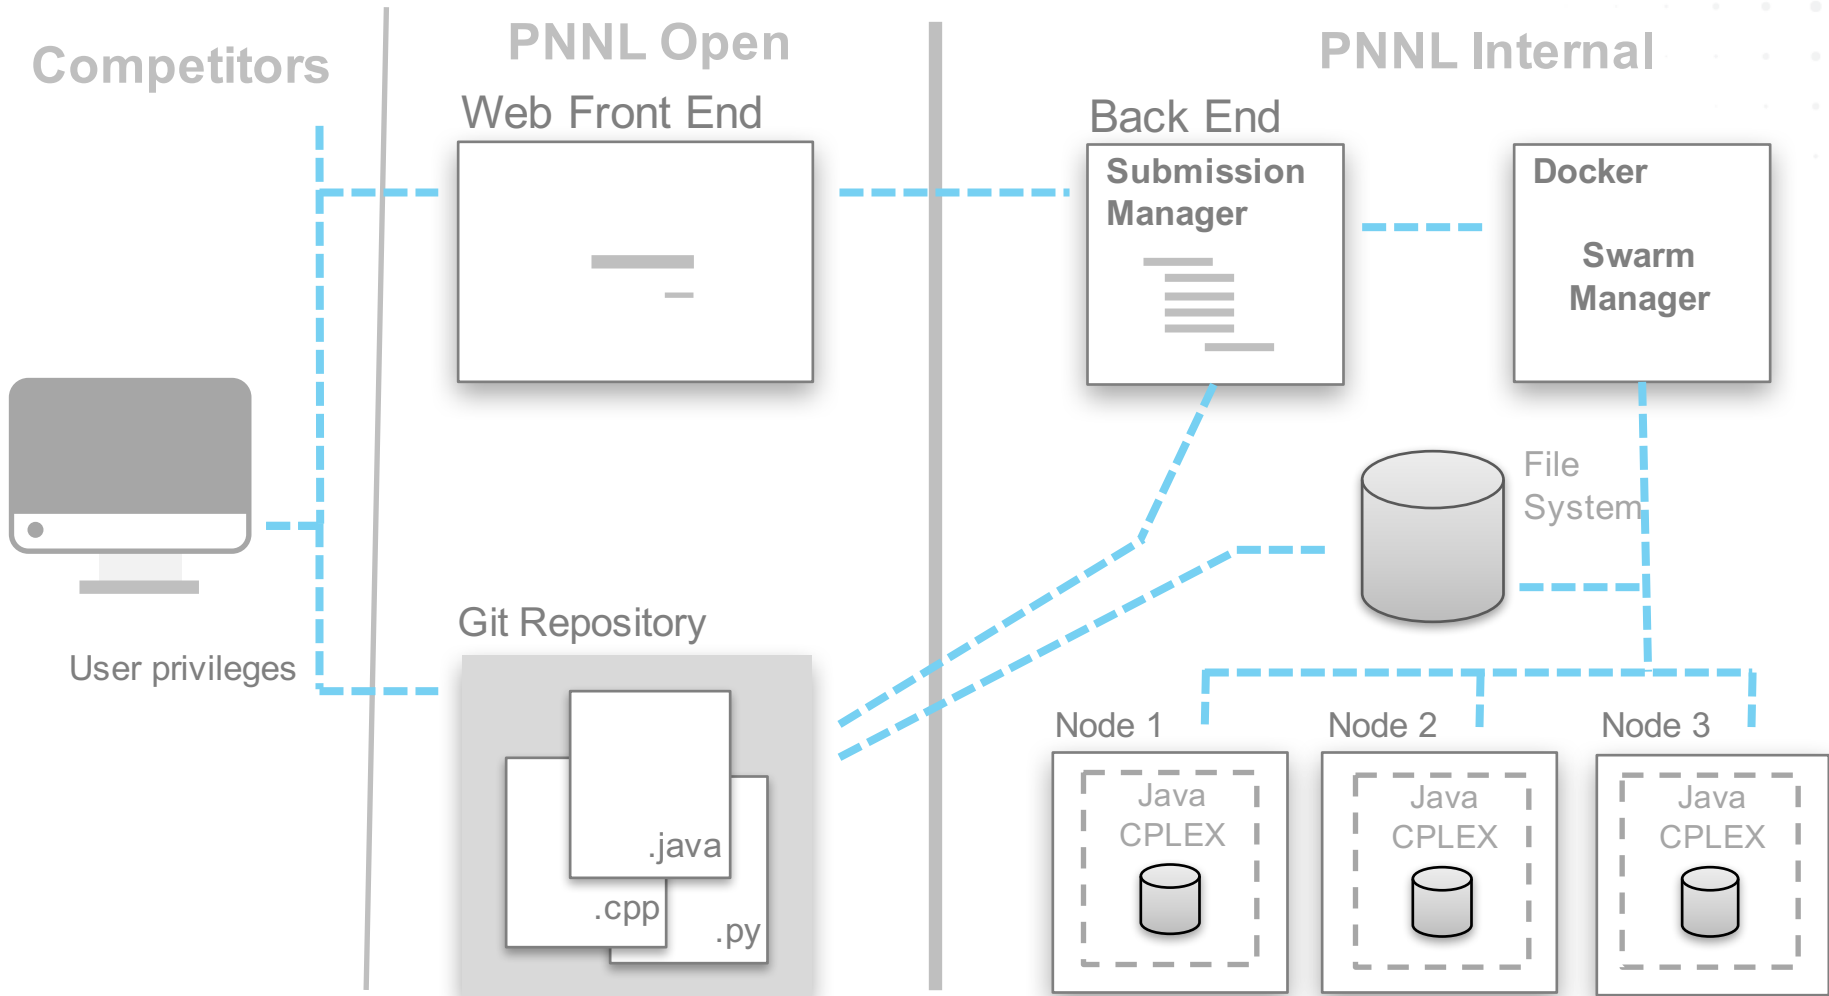 Competitors
PNNL Open
PNNL Internal
Web Front End
Back End
Submission
Manager
Docker
Swarm
Manager
File
System
User privileges
Git Repository
.java
.cpp
.py
Node 1
Node 2
Node 3
Java
CPLEX
Java
CPLEX
Java
CPLEX